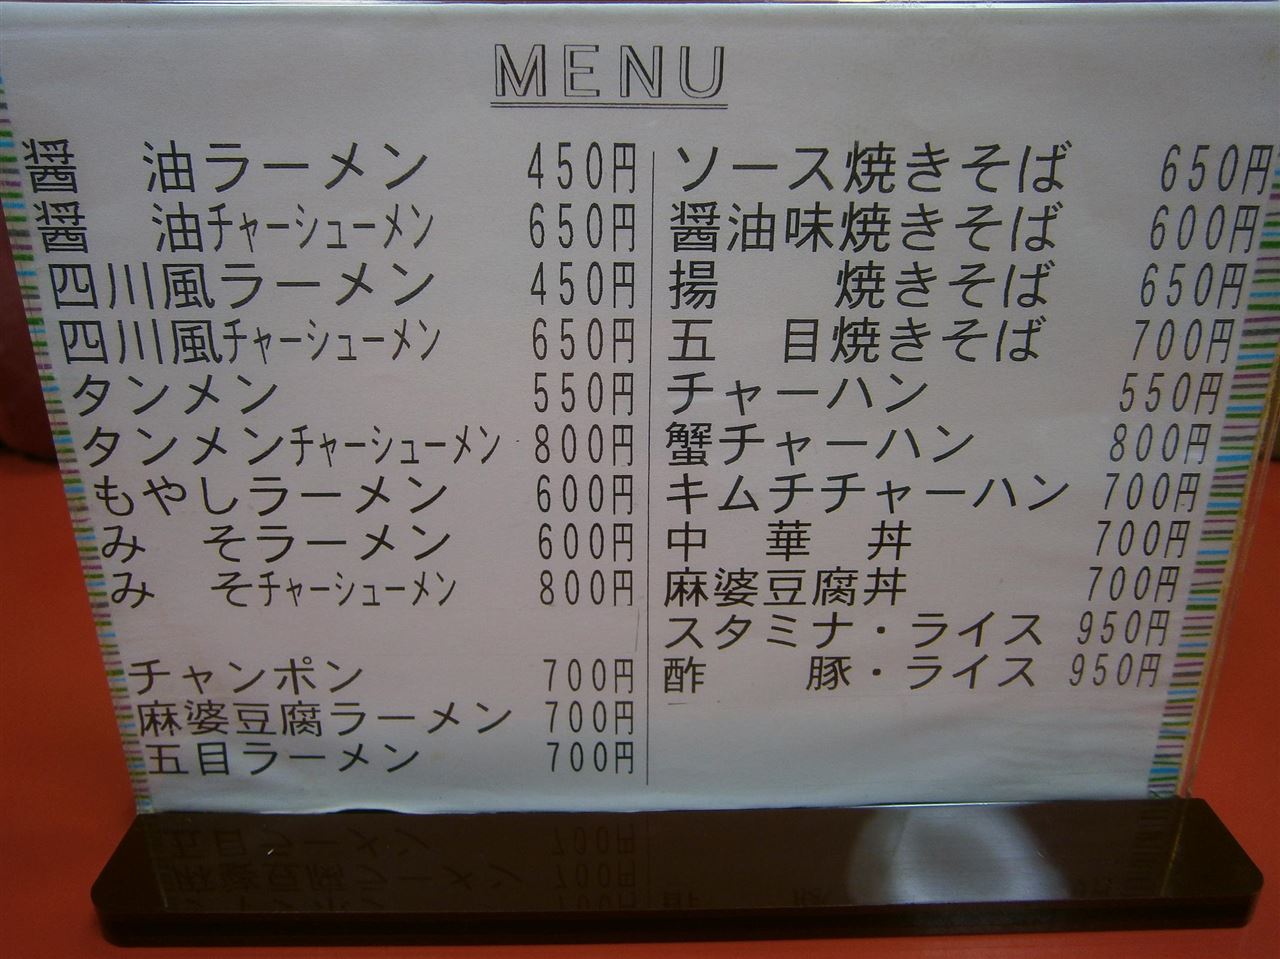 MENU
醤　油ラーメン 450円
醤　油チャーシューメン 650円
四川風ラーメン 450円
四川風チャーシューメン 650円
タンメン 550円
タンメンチャーシューメン 800円
もやしラーメン 600円
み　そラーメン 600円
み　そチャーシューメン 800円
チャンポン 700円
麻婆豆腐ラーメン 700円
五目ラーメン 700円
ソース焼きそば 650円
醤油味焼きそば 600円
揚　　焼きそば 650円
五　目焼きそば 700円
チャーハン 550円
蟹チャーハン 800円
キムチチャーハン 700円
中　華　丼 700円
麻婆豆腐丼 700円
スタミナ・ライス 950円
酢　　豚・ライス 950円